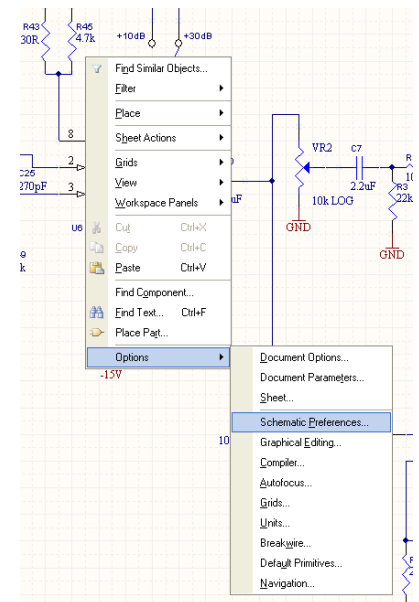 R43
30R
R45
4.7k
+10dB
+30dB
Find Similar Objects...
Filter
Place
Sheet Actions
Grids
View
Workspace Panels
Cut Ctrl+X
Copy Ctrl+C
Paste Ctrl+V
Find Component...
Find Text... Ctrl+F
Place Part...
Options
8
2
3
C25
270pF
U6
9
k
-15V
uF
VR2
10k LOG
GND
C7
2.2uF
R
10
R3
22k
GND
Document Options...
Document Parameters...
Sheet...
Schematic Preferences...
Graphical Editing...
Compiler...
Autofocus...
Grids...
Units...
Breakwire...
Default Primitives...
Navigation...
10
R
2